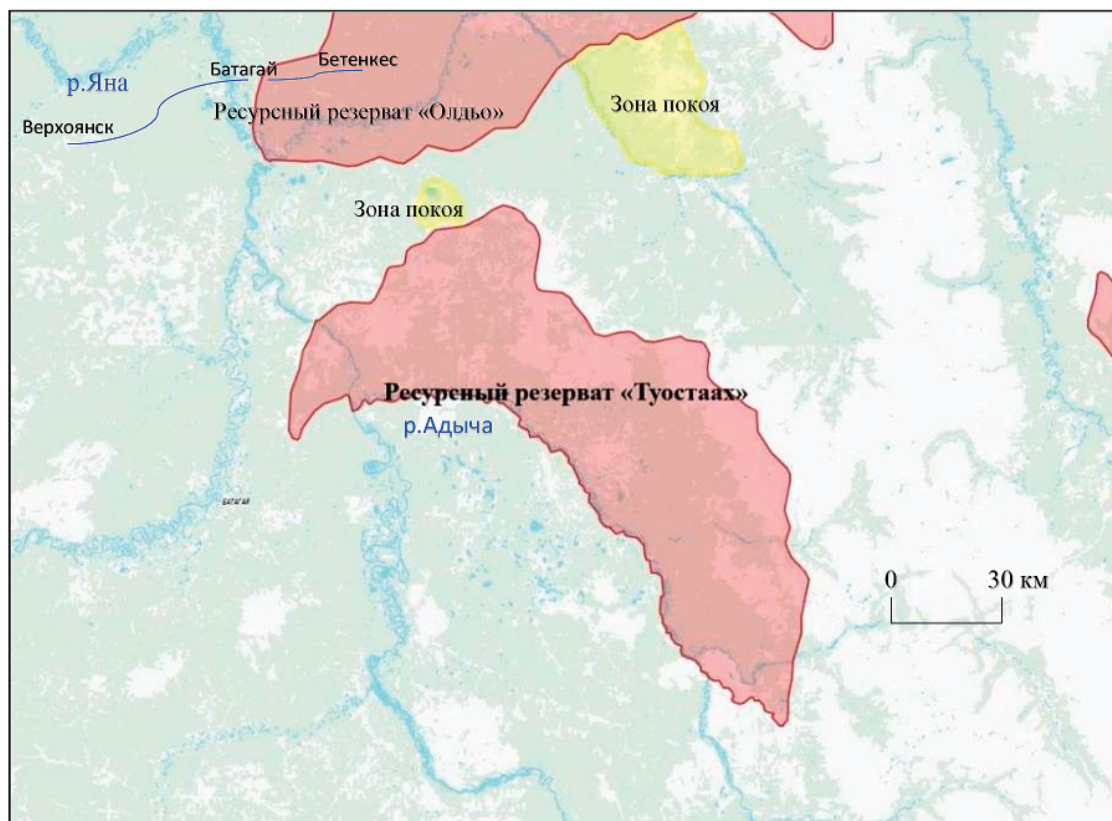 Бетенкес
Батагай
р.Яна
Ресурсный резерват «Олдьо»
Зона покоя
Верхоянск
Зона покоя
Ресурсный резерват «Туостаах»
р.Адыча
БАТАГАЙ
0 30 км